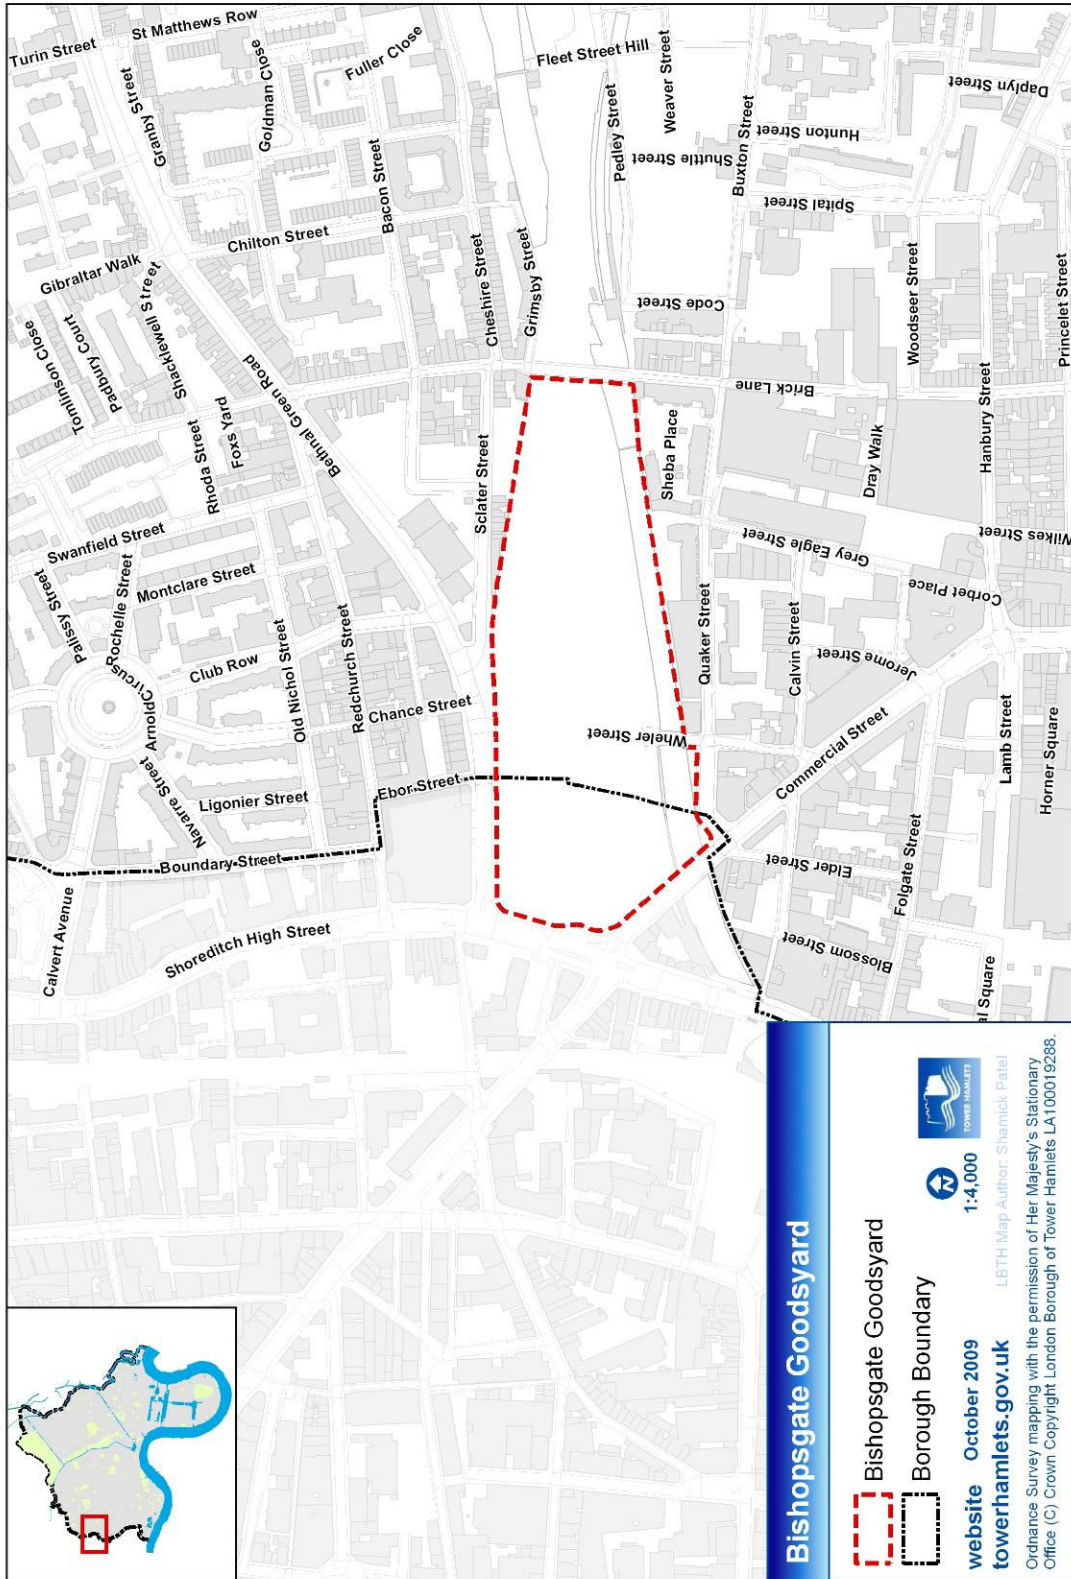 Turin Street
St Matthews Row
Granby Street
Goldman Close
Fuller Close
Fleet Street Hill
Weaver Street
Pedley Street
Shuttle Street
Buxton Street
Hunton Street
Daplyn Street
Spital Street
Bacon Street
Chilton Street
Gibraltar Walk
Cheshire Street
Grimsby Street
Code Street
Woodseer Street
Princelet Street
Hanbury Street
Brick Lane
Tomlinson Close
Padbury Court
Shacklewell Street
Rhoda Street
Foxs Yard
Bethnal Green Road
Sclater Street
Sheba Place
Dray Walk
Grey Eagle Street
Wilkes Street
Corbet Place
Swanfield Street
Palissy Street
Rochelle Street
Montclare Street
Arnold Circus
Club Row
Old Nichol Street
Redchurch Street
Chance Street
Quaker Street
Calvin Street
Jerome Street
Wheler Street
Commercial Street
Lamb Street
Horner Square
Navarre Street
Ligonier Street
Ebor Street
Boundary Street
Elder Street
Folgate Street
Blossom Street
Calvert Avenue
Shoreditch High Street
al Square
Bishopsgate Goodsyard
Bishopsgate Goodsyard
Borough Boundary
N
1:4,000
TOWER HAMLETS
website October 2009
towerhamlets.gov.uk
LBTH Map Author: Shamick Patel
Ordnance Survey mapping with the permission of Her Majesty's Stationary
Office (C) Crown Copyright London Borough of Tower Hamlets LA100019288.